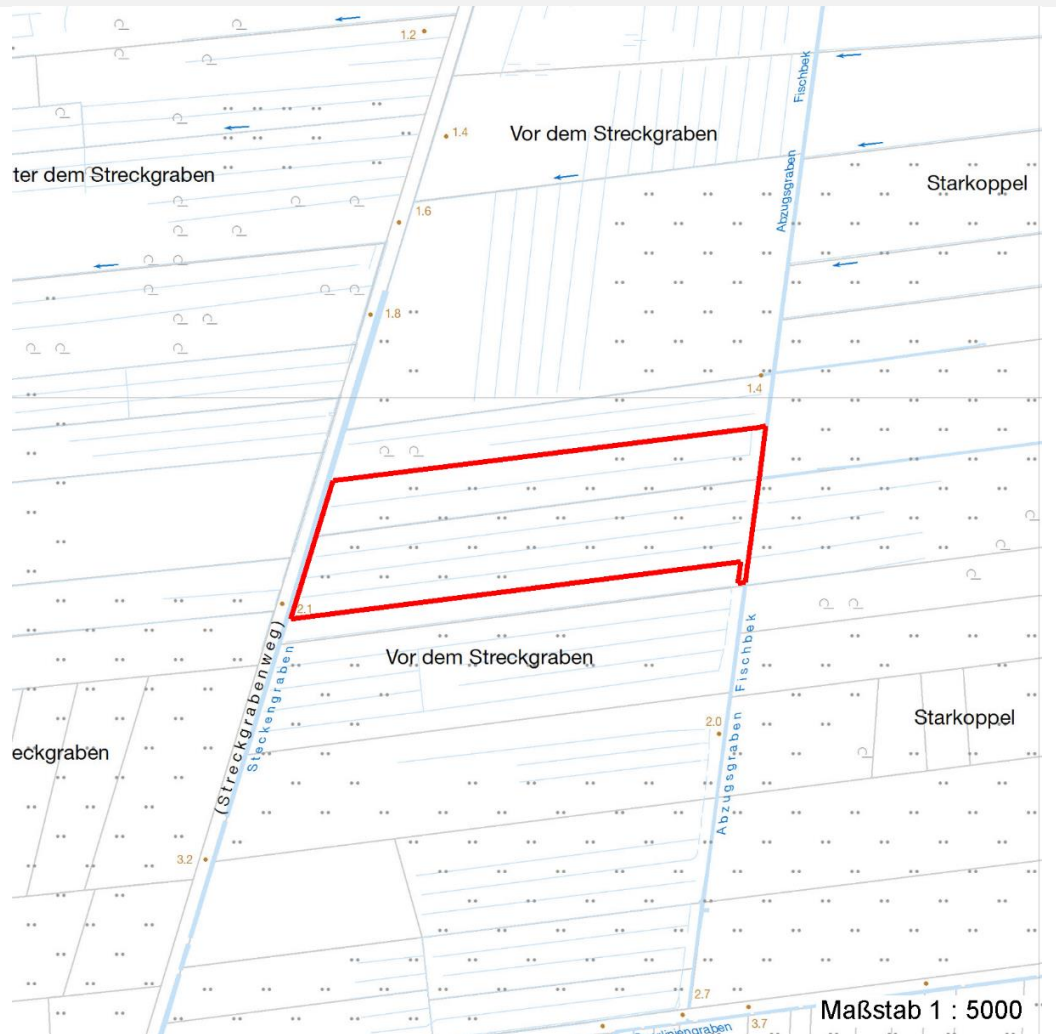 1.2
Fischbek
1.4
Vor dem Streckgraben
ter dem Streckgraben
Abzugsgraben
Starkoppel
1.6
1.8
1.4
2.1
(Streckgrabenweg)
Steckengraben
Vor dem Streckgraben
Abzugsgraben Fischbek
2.0
Starkoppel
eckgraben
3.2
2.7
3.7
Maßstab 1 : 5000